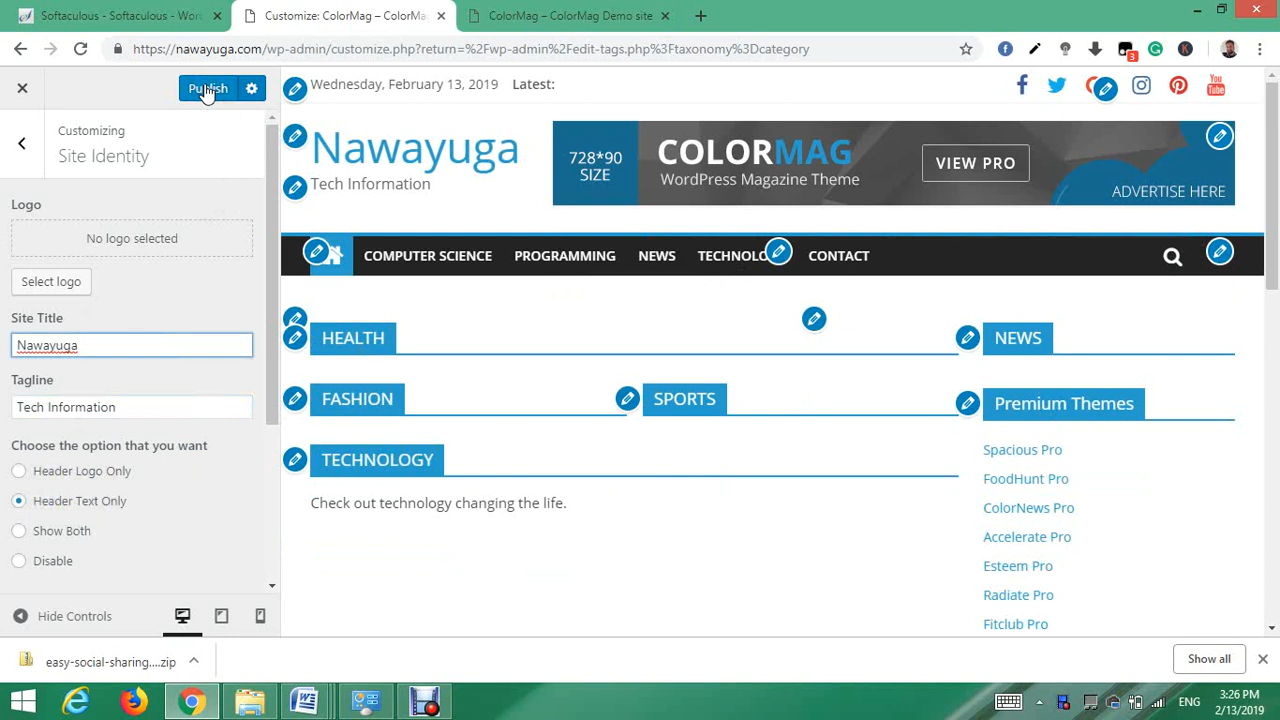 Softaculous - Softaculous - Wor
Customize: ColorMag – ColorMa
ColorMag – ColorMag Demo site
https://nawayuga.com/wp-admin/customize.php?return=%2Fwp-admin%2Fedit-tags.php%3Ftaxonomy%3Dcategory
3
Publish
Customizing
Site Identity
Logo
No logo selected
Select logo
Site Title
Nawayuga
Tagline
Tech Information
Choose the option that you want
Header Logo Only
Header Text Only
Show Both
Disable
Hide Controls
Wednesday, February 13, 2019 Latest:
You Tube
Nawayuga
Tech Information
728*90
SIZE
COLORMAG
WordPress Magazine Theme
VIEW PRO
ADVERTISE HERE
COMPUTER SCIENCE PROGRAMMING NEWS TECHNOLO CONTACT
HEALTH
FASHION
SPORTS
TECHNOLOGY
Check out technology changing the life.
NEWS
Premium Themes
Spacious Pro
FoodHunt Pro
ColorNews Pro
Accelerate Pro
Esteem Pro
Radiate Pro
Fitclub Pro
easy-social-sharing....zip
Show all
ENG
3:26 PM
2/13/2019